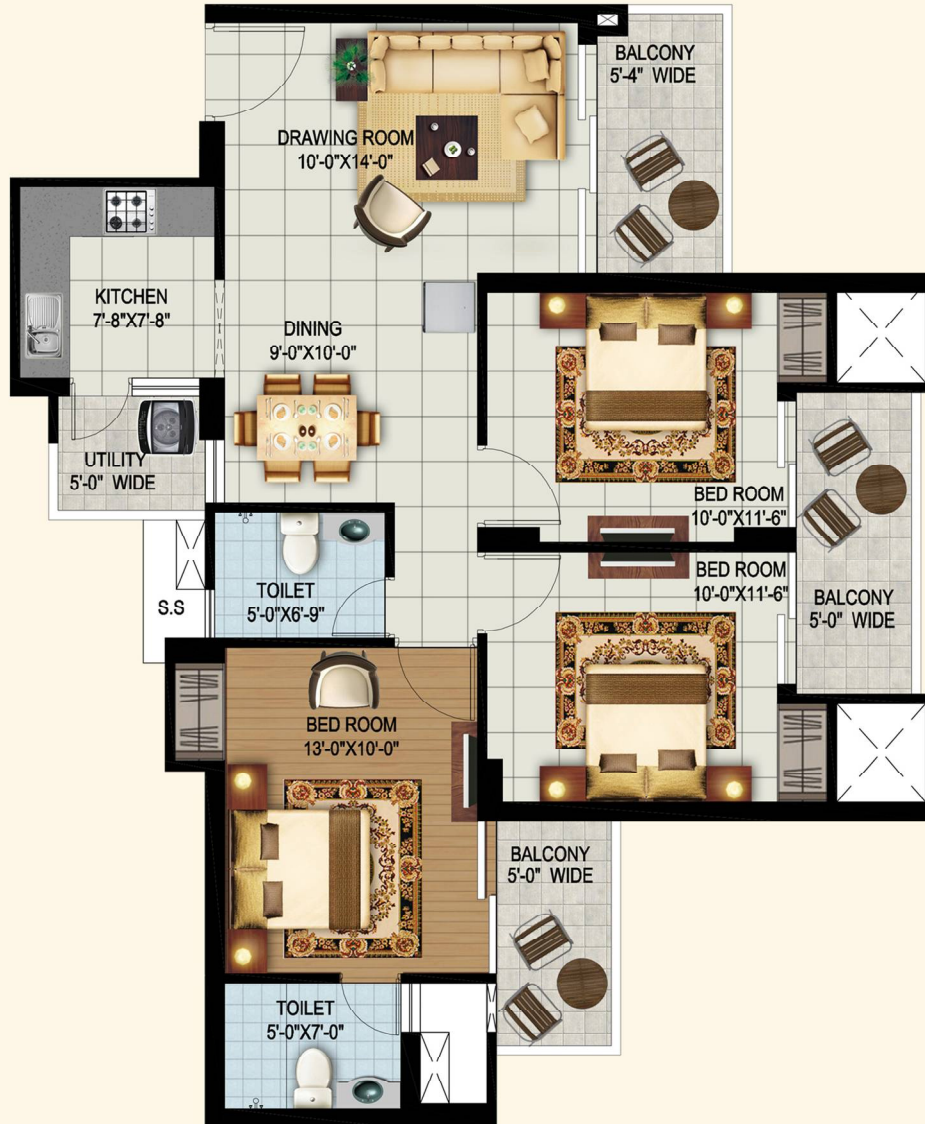 BALCONY
5'-4" WIDE
DRAWING ROOM
10'-0"X14'-0"
KITCHEN
7'-8"X7'-8"
DINING
9'-0"X10'-0"
UTILITY
5'-0" WIDE
BED ROOM
10'-0"X11'-6"
BED ROOM
10'-0"X11'-6"
BALCONY
5'-0" WIDE
TOILET
5'-0"X6'-9"
S.S
BED ROOM
13'-0"X10'-0"
BALCONY
5'-0" WIDE
TOILET
5'-0"X7'-0"